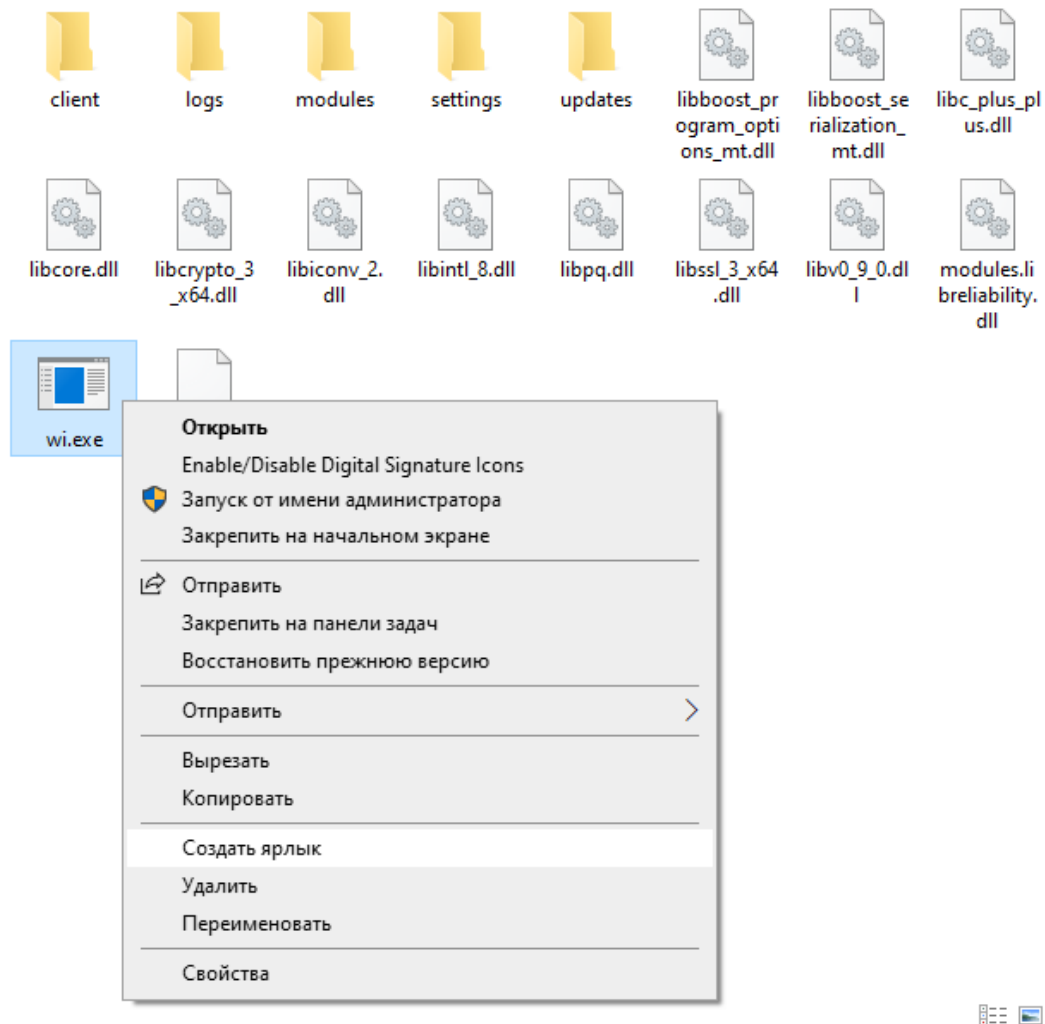 client
logs
modules
settings
updates
libboost_pr
ogram_opti
ons_mt.dll
libboost_se
rialization_
mt.dll
libc_plus_pl
us.dll
libcore.dll
libcrypto_3
_x64.dll
libiconv_2.
dll
libintl_8.dll
libpq.dll
libssl_3_x64
.dll
libv0_9_0.dl
l
modules.li
breliability.
dll
wi.exe
Открыть
Enable/Disable Digital Signature Icons
Запуск от имени администратора
Закрепить на начальном экране
Отправить
Закрепить на панели задач
Восстановить прежнюю версию
Отправить
Вырезать
Копировать
Создать ярлык
Удалить
Переименовать
Свойства